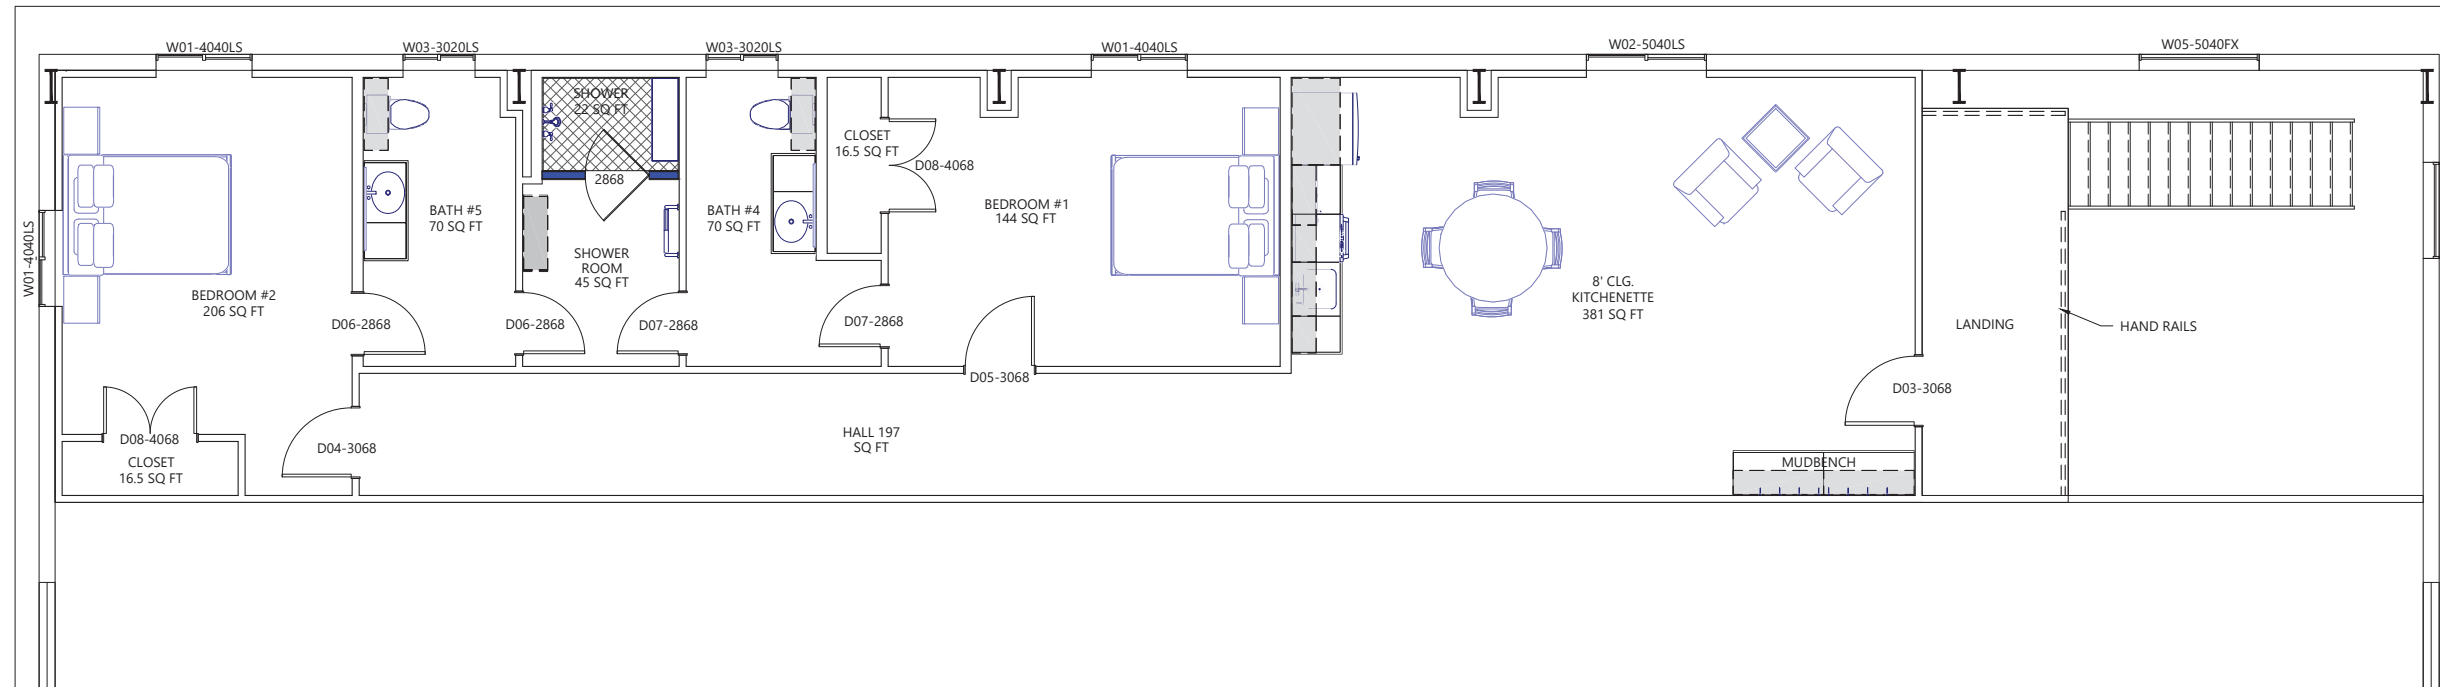 W01-4040LS
W03-3020LS
W03-3020LS
W01-4040LS
W02-5040LS
W05-5040FX
W01-4040LS
SHOWER
22 SQ FT
2868
CLOSET
16.5 SQ FT
D08-4068
BATH #5
70 SQ FT
BATH #4
70 SQ FT
BEDROOM #1
144 SQ FT
SHOWER
ROOM
45 SQ FT
BEDROOM #2
206 SQ FT
8' CLG.
KITCHENETTE
381 SQ FT
D06-2868
D06-2868
D07-2868
D07-2868
LANDING
HAND RAILS
D05-3068
D03-3068
D08-4068
D04-3068
HALL 197
SQ FT
CLOSET
16.5 SQ FT
MUDBENCH